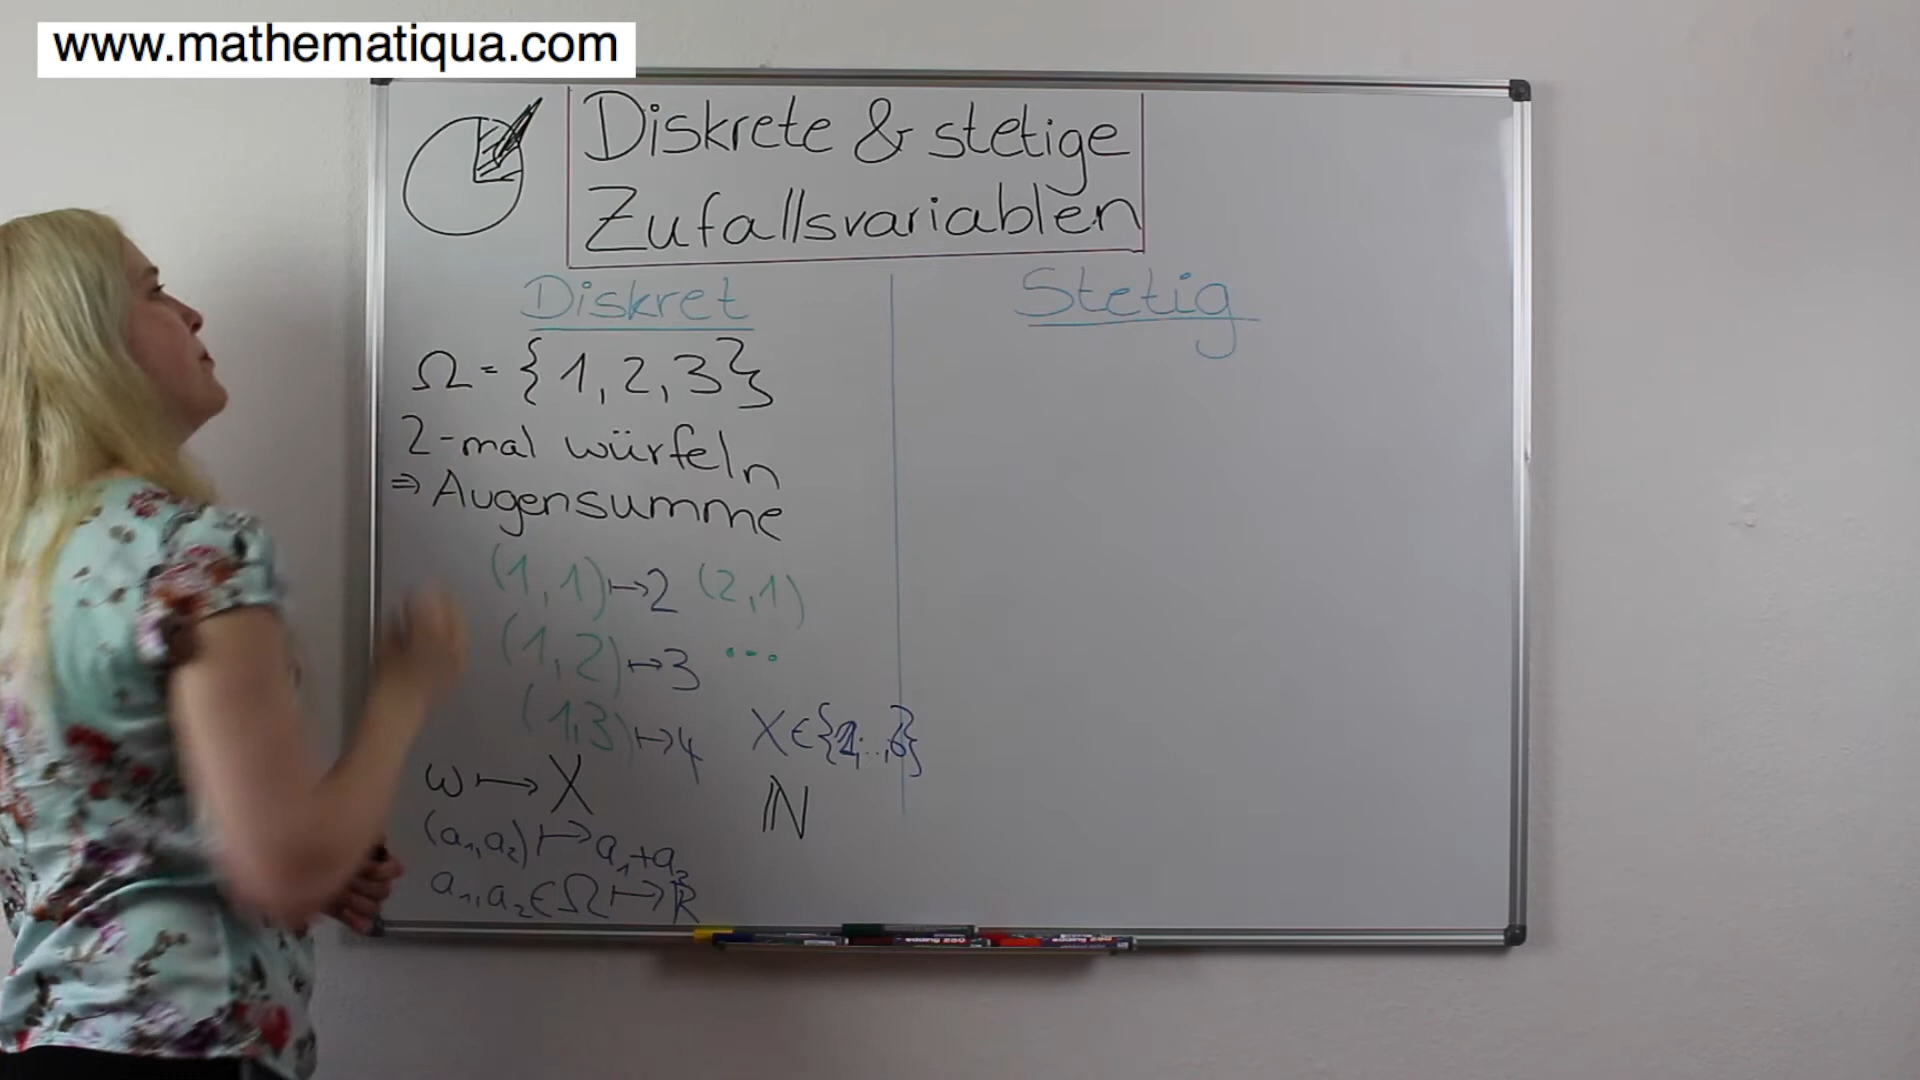 www.mathematiqua.com
Diskrete & stetige
Zufallsvariablen
Diskret
Ω = {1, 2, 3}
2-mal würfeln
⇒ Augensumme
(1, 1) ↦ 2 (2, 1)
(1, 2) ↦ 3 ...
(1, 3) ↦ 4
X ∈ {2, .., 6}
ℕ
ω ↦ X
(a₁, a₂) ↦ a₁ + a₂
a₁, a₂ ∈ Ω ↦ ℝ
Stetig